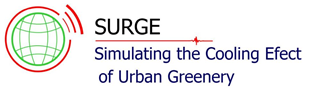 SURGE
Simulating the Cooling Efect
of Urban Greenery